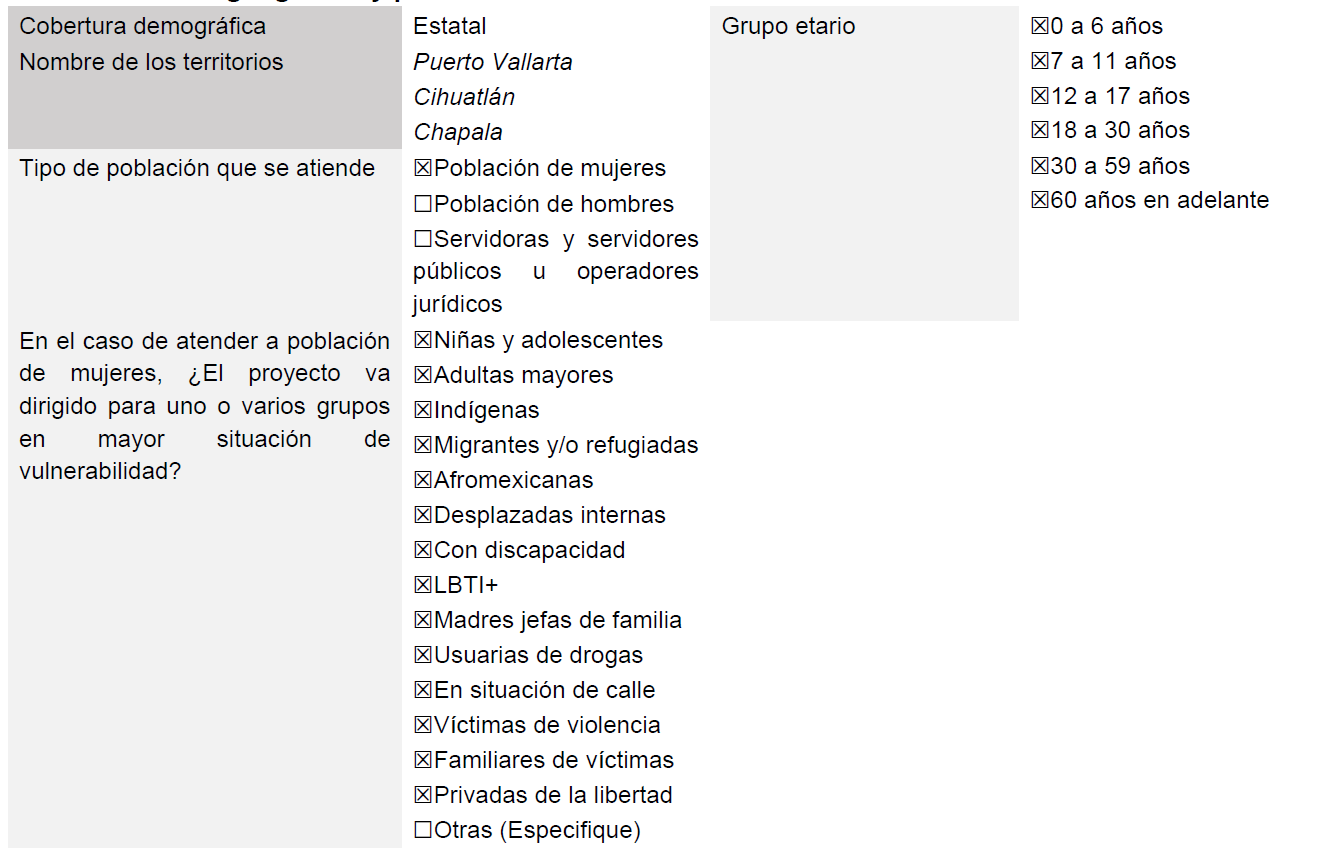 Cobertura demográfica
Estatal
Grupo etario
☒0 a 6 años
☒7 a 11 años
☒12 a 17 años
☒18 a 30 años
☒30 a 59 años
☒60 años en adelante
Nombre de los territorios
Puerto Vallarta
Cihuatlán
Chapala
Tipo de población que se atiende
☒Población de mujeres
☐Población de hombres
☐Servidoras y servidores
públicos u operadores
jurídicos
En el caso de atender a población
de mujeres, ¿El proyecto va
dirigido para uno o varios grupos
en mayor situación de
vulnerabilidad?
☒Niñas y adolescentes
☒Adultas mayores
☒Indígenas
☒Migrantes y/o refugiadas
☒Afromexicanas
☒Desplazadas internas
☒Con discapacidad
☒LBTI+
☒Madres jefas de familia
☒Usuarias de drogas
☒En situación de calle
☒Víctimas de violencia
☒Familiares de víctimas
☒Privadas de la libertad
☐Otras (Especifique)